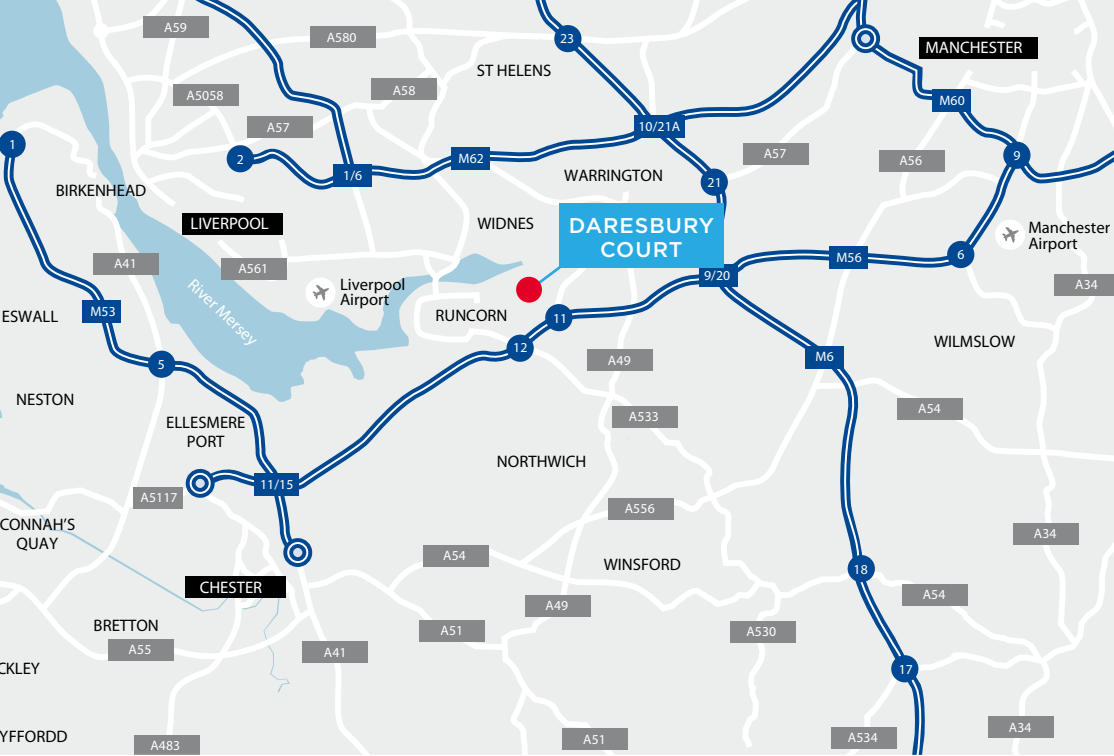 A59
A580
23
MANCHESTER
ST HELENS
A5058
A58
M60
A57
10/21A
1
2
M62
A57
A56
9
1/6
WARRINGTON
21
BIRKENHEAD
LIVERPOOL
WIDNES
DARESBURY
COURT
Manchester
Airport
A41
A561
9/20
M56
6
A34
River Mersey
Liverpool
Airport
ESWALL
M53
RUNCORN
11
12
WILMSLOW
5
A49
M6
NESTON
A54
ELLESMERE
PORT
A533
NORTHWICH
11/15
A5117
A556
CONNAH'S
QUAY
A34
A54
WINSFORD
18
CHESTER
A49
A54
BRETTON
A51
A530
A55
A41
CKLEY
17
YFFORDD
A483
A51
A534
A34